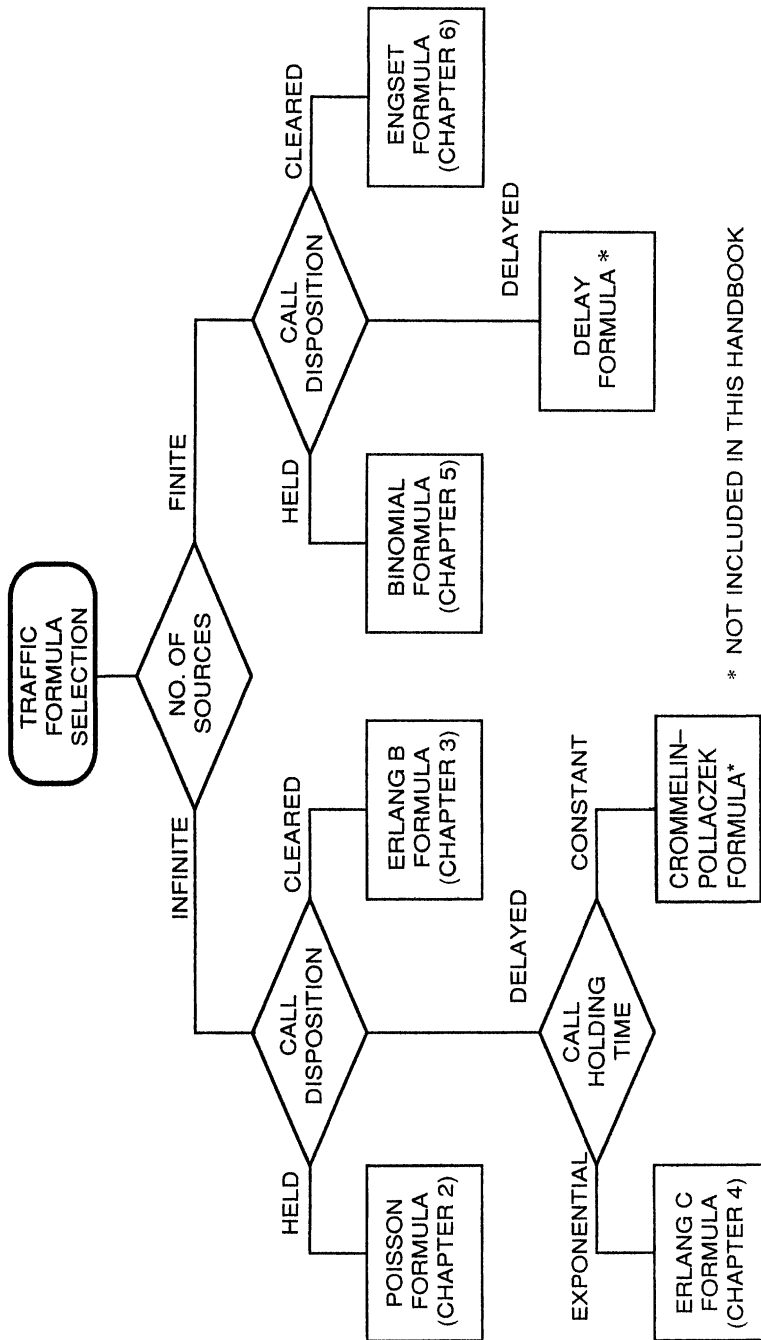 TRAFFIC
FORMULA
SELECTION
NO. OF
SOURCES
INFINITE
FINITE
CALL
DISPOSITION
HELD
CLEARED
DELAYED
POISSON
FORMULA
(CHAPTER 2)
ERLANG B
FORMULA
(CHAPTER 3)
CALL
HOLDING
TIME
EXPONENTIAL
CONSTANT
ERLANG C
FORMULA
(CHAPTER 4)
CROMMELIN–
POLLACZEK
FORMULA*
CALL
DISPOSITION
HELD
CLEARED
DELAYED
BINOMIAL
FORMULA
(CHAPTER 5)
ENGSET
FORMULA
(CHAPTER 6)
DELAY
FORMULA *
* NOT INCLUDED IN THIS HANDBOOK